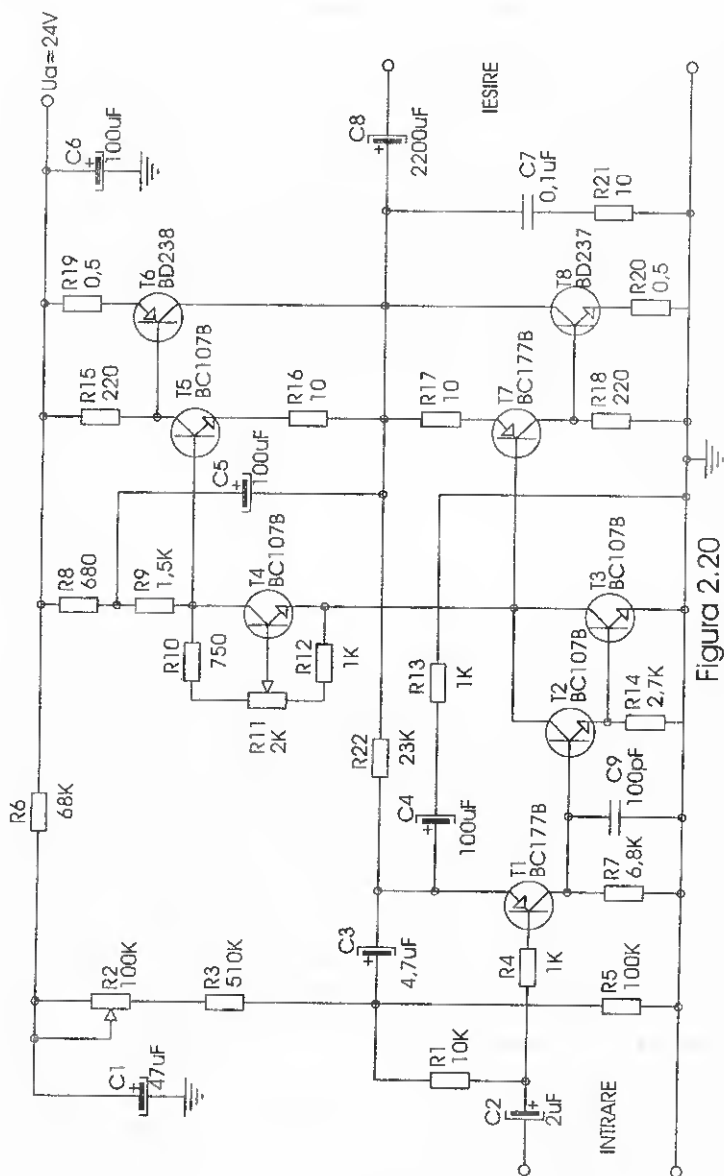 Ua=24V
C6
100uF
R19
0,5
T6
BD238
R15
220
T5
BC107B
R16
10
C5
100uF
R8
680
R9
1,5K
R10
750
T4
BC107B
R11
2K
R12
1K
R6
68K
R2
100K
R3
510K
C1
47uF
C8
2200uF
IESIRE
C7
0,1uF
R21
10
R17
10
T7
BC177B
T8
BD237
R18
220
R20
0,5
R22
23K
R13
1K
C4
100uF
C3
4,7uF
T1
BC177B
T2
BC107B
T3
BC107B
R14
2,7K
C9
100pF
R7
6,8K
R4
1K
R5
100K
R1
10K
C2
2uF
INTRARE
Figura 2.20